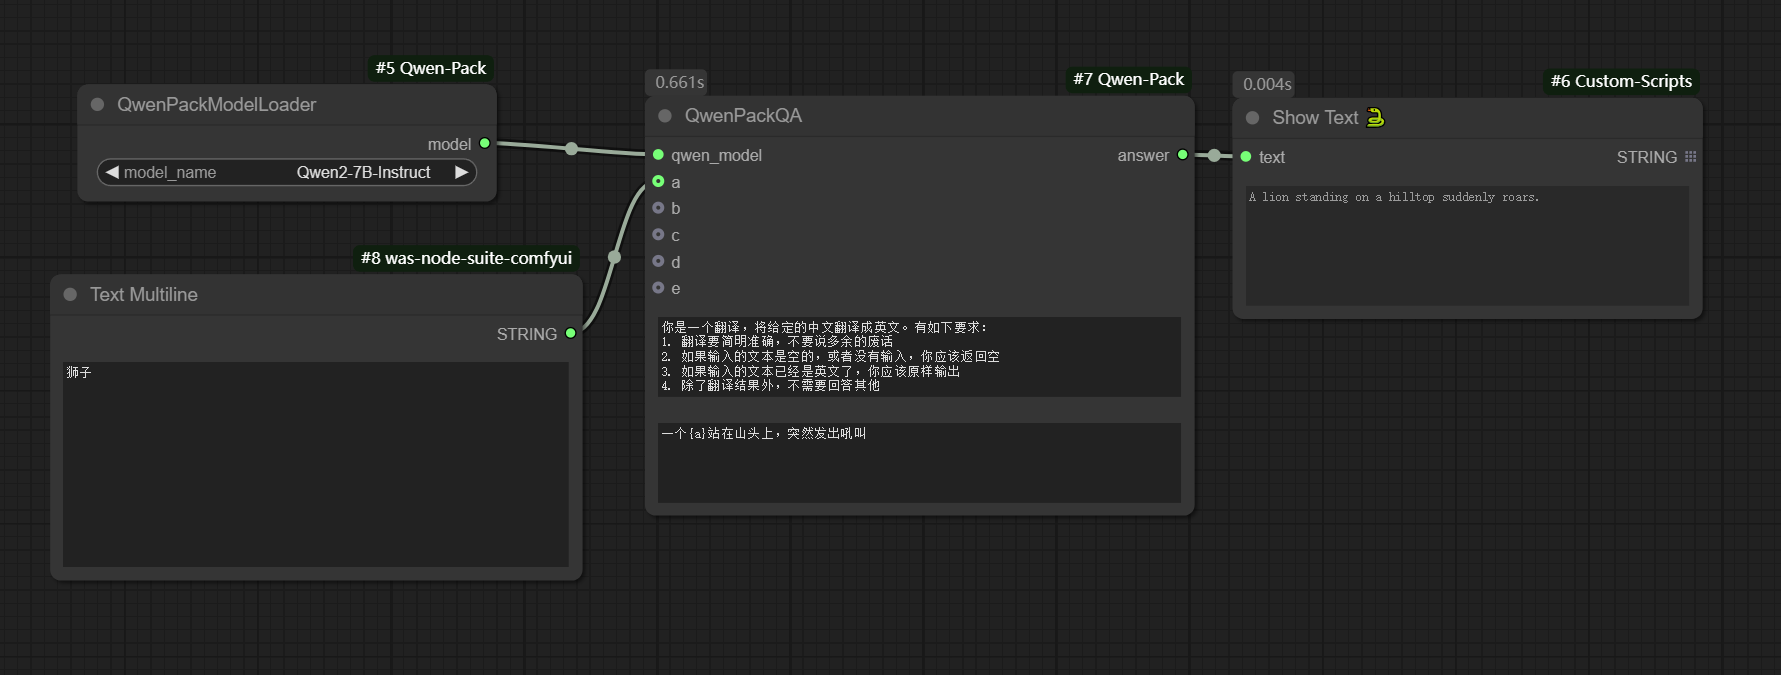 #5 Qwen-Pack
QwenPackModelLoader
model
model_name Qwen2-7B-Instruct
#8 was-node-suite-comfyui
Text Multiline
STRING
狮子
0.661s
#7 Qwen-Pack
QwenPackQA
qwen_model
answer
a
b
c
d
e
你是一个翻译，将给定的中文翻译成英文。有如下要求：
1. 翻译要简明准确，不要说多余的废话
2. 如果输入的文本是空的，或者没有输入，你应该返回空
3. 如果输入的文本已经是英文了，你应该原样输出
4. 除了翻译结果外，不需要回答其他
一个{a}站在山头上，突然发出吼叫
0.004s
#6 Custom-Scripts
Show Text 🐍
text
STRING
A lion standing on a hilltop suddenly roars.